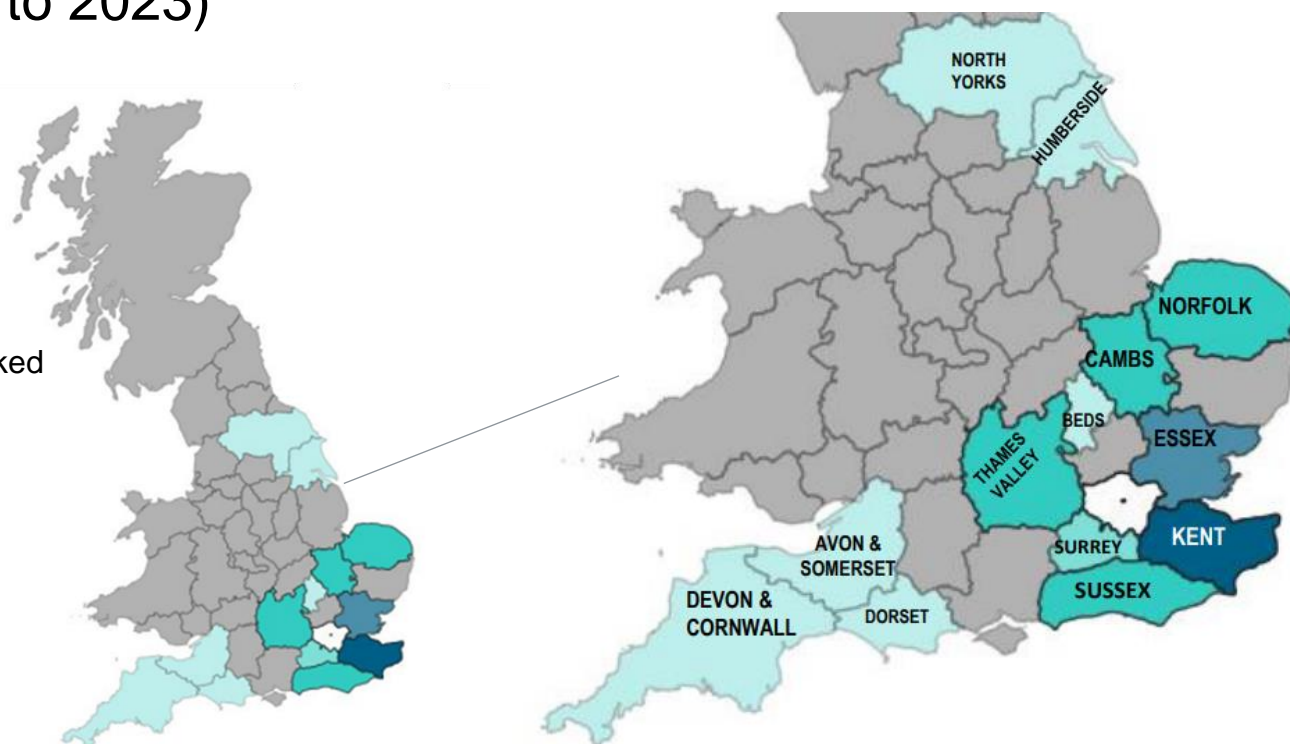 to 2023)
ked
NORTH
YORKS
HUMBERSIDE
NORFOLK
CAMBS
BEDS
ESSEX
THAMES
VALLEY
KENT
SURREY
SUSSEX
AVON &
SOMERSET
DEVON &
CORNWALL
DORSET